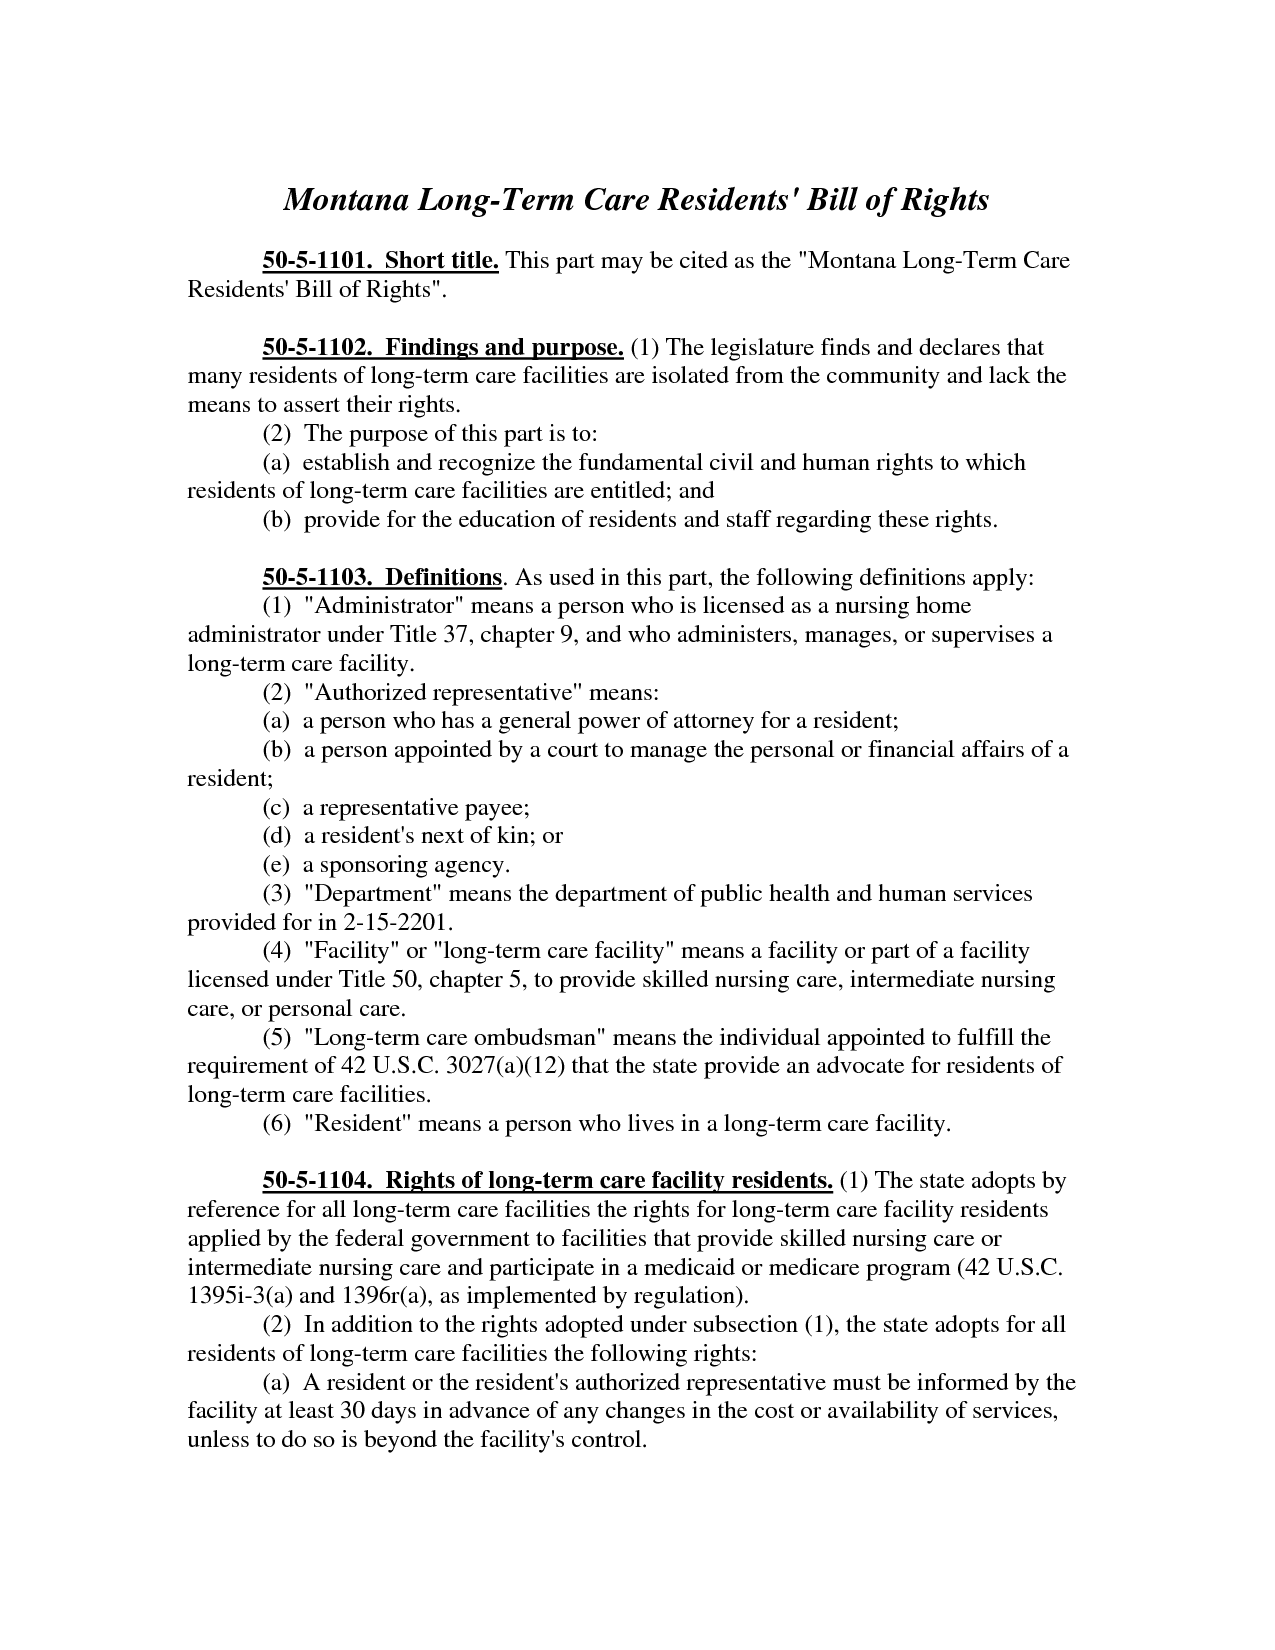 Montana Long-Term Care Residents' Bill of Rights
50-5-1101. Short title. This part may be cited as the "Montana Long-Term Care
Residents' Bill of Rights".
50-5-1102. Findings and purpose. (1) The legislature finds and declares that
many residents of long-term care facilities are isolated from the community and lack the
means to assert their rights.
(2) The purpose of this part is to:
(a) establish and recognize the fundamental civil and human rights to which
residents of long-term care facilities are entitled; and
(b) provide for the education of residents and staff regarding these rights.
50-5-1103. Definitions. As used in this part, the following definitions apply:
(1) "Administrator" means a person who is licensed as a nursing home
administrator under Title 37, chapter 9, and who administers, manages, or supervises a
long-term care facility.
(2) "Authorized representative" means:
(a) a person who has a general power of attorney for a resident;
(b) a person appointed by a court to manage the personal or financial affairs of a
resident;
(c) a representative payee;
(d) a resident's next of kin; or
(e) a sponsoring agency.
(3) "Department" means the department of public health and human services
provided for in 2-15-2201.
(4) "Facility" or "long-term care facility" means a facility or part of a facility
licensed under Title 50, chapter 5, to provide skilled nursing care, intermediate nursing
care, or personal care.
(5) "Long-term care ombudsman" means the individual appointed to fulfill the
requirement of 42 U.S.C. 3027(a)(12) that the state provide an advocate for residents of
long-term care facilities.
(6) "Resident" means a person who lives in a long-term care facility.
50-5-1104. Rights of long-term care facility residents. (1) The state adopts by
reference for all long-term care facilities the rights for long-term care facility residents
applied by the federal government to facilities that provide skilled nursing care or
intermediate nursing care and participate in a medicaid or medicare program (42 U.S.C.
1395i-3(a) and 1396r(a), as implemented by regulation).
(2) In addition to the rights adopted under subsection (1), the state adopts for all
residents of long-term care facilities the following rights:
(a) A resident or the resident's authorized representative must be informed by the
facility at least 30 days in advance of any changes in the cost or availability of services,
unless to do so is beyond the facility's control.